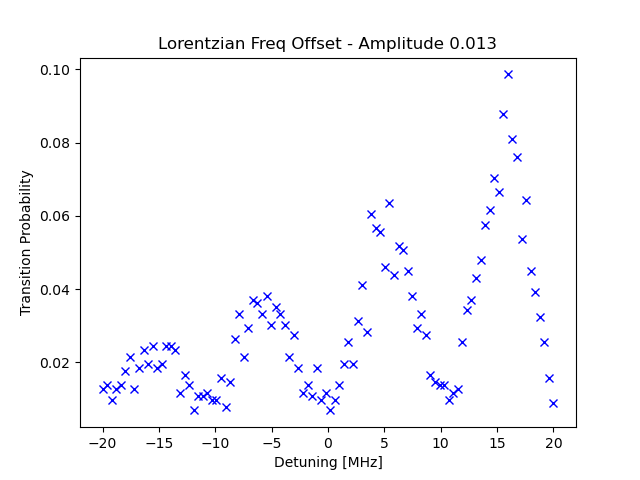 Lorentzian Freq Offset - Amplitude 0.013
0.10
0.08
0.06
0.04
0.02
Transition Probability
−20 −15 −10 −5 0 5 10 15 20
Detuning [MHz]